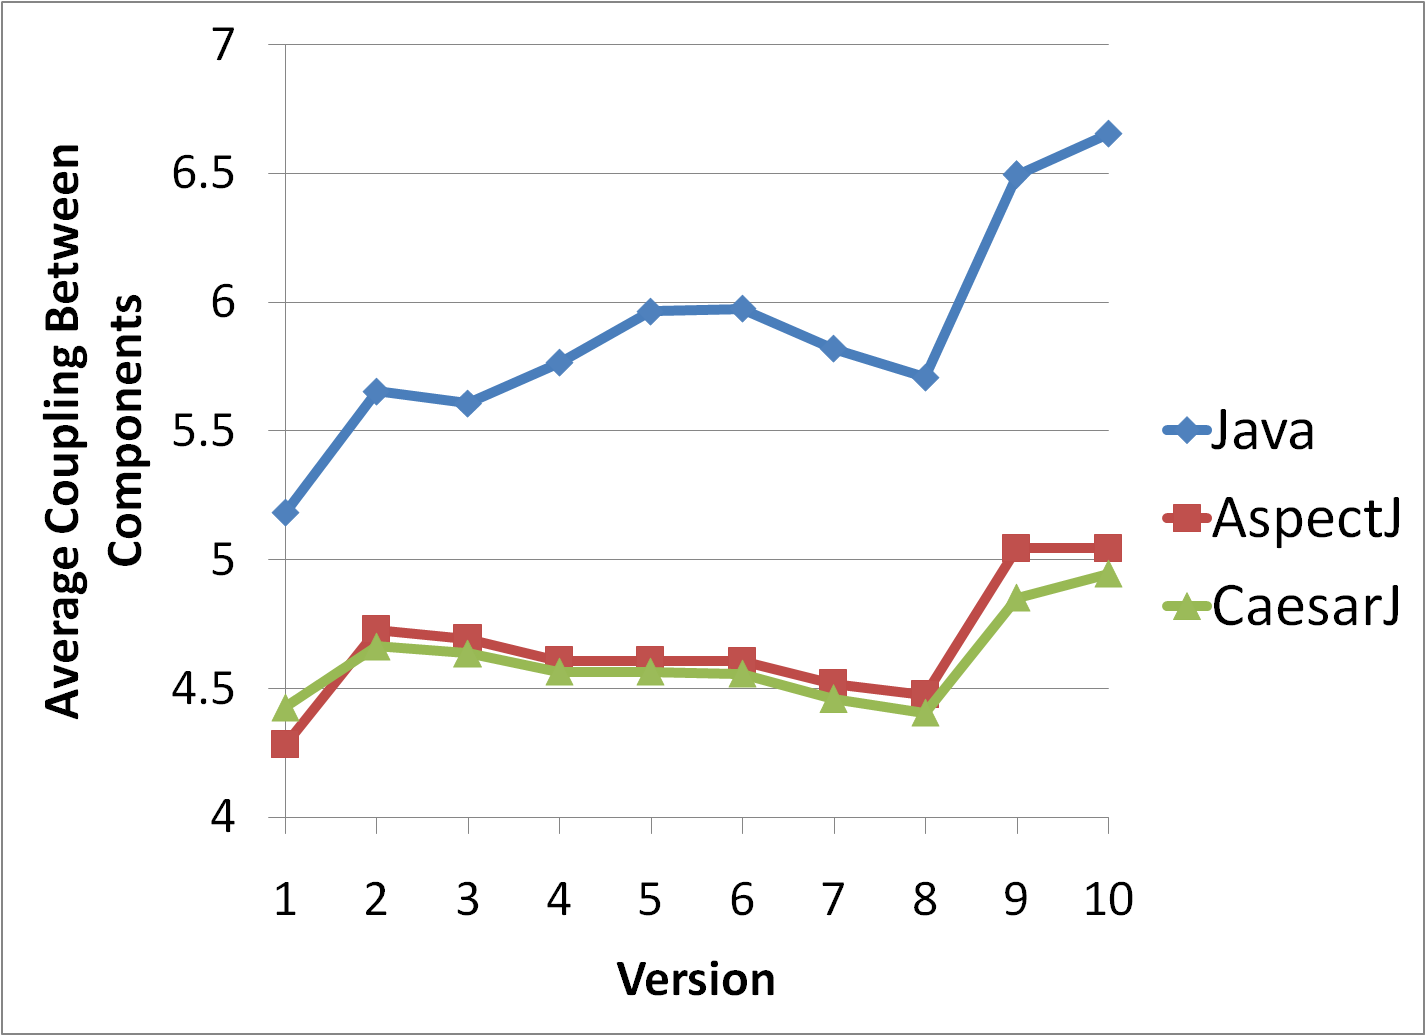 Average Coupling Between
Components
7
6.5
6
5.5
5
4.5
4
1 2 3 4 5 6 7 8 9 10
Version
Java
AspectJ
CaesarJ